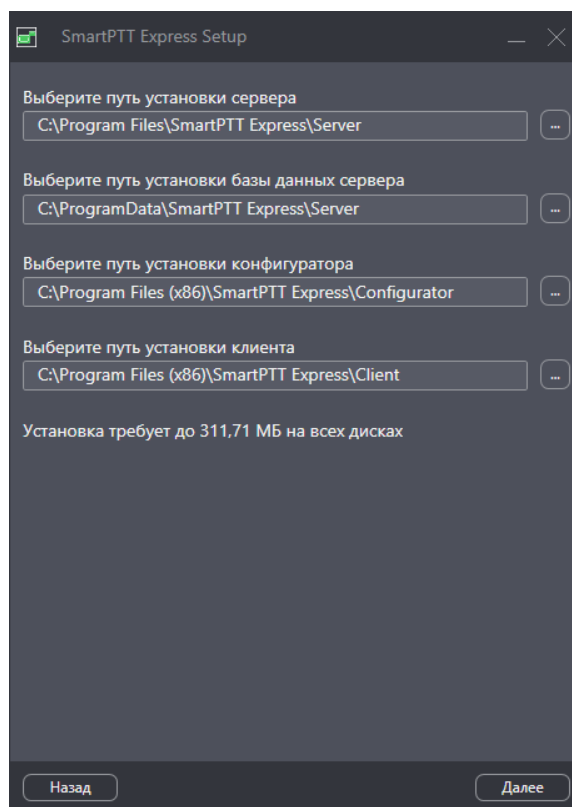 SmartPTT Express Setup
Выберите путь установки сервера
C:\Program Files\SmartPTT Express\Server
...
Выберите путь установки базы данных сервера
C:\ProgramData\SmartPTT Express\Server
...
Выберите путь установки конфигуратора
C:\Program Files (x86)\SmartPTT Express\Configurator
...
Выберите путь установки клиента
C:\Program Files (x86)\SmartPTT Express\Client
...
Установка требует до 311,71 МБ на всех дисках
Назад
Далее